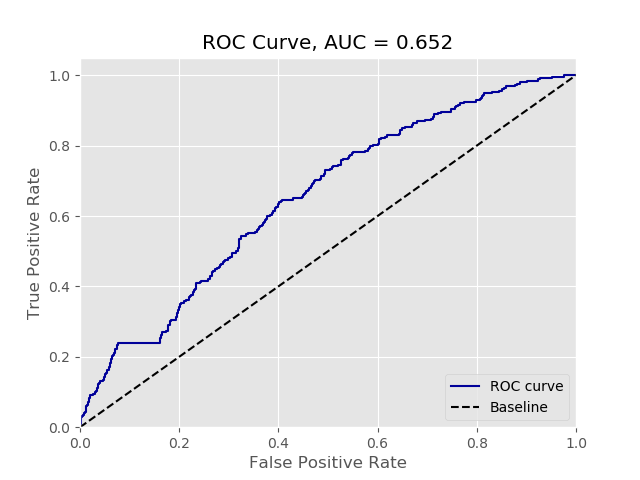 ROC Curve, AUC = 0.652
True Positive Rate
1.0
0.8
0.6
0.4
0.2
0.0
0.0 0.2 0.4 0.6 0.8 1.0
False Positive Rate
ROC curve
Baseline